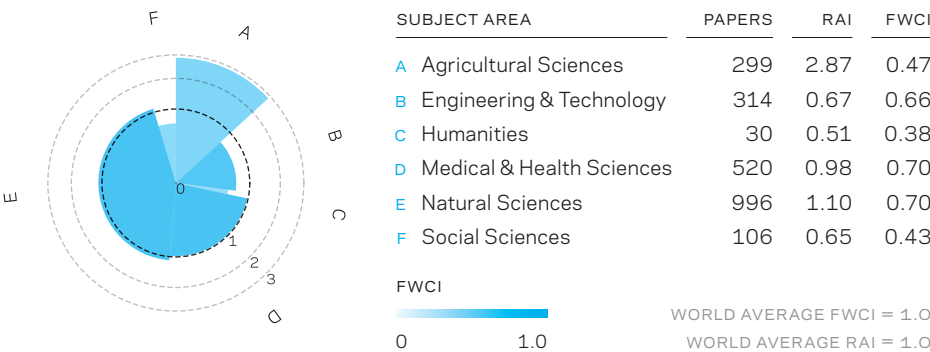 F
A
B
C
D
E
0
1
2
3
SUBJECT AREA PAPERS RAI FWCI
A Agricultural Sciences 299 2.87 0.47
B Engineering & Technology 314 0.67 0.66
C Humanities 30 0.51 0.38
D Medical & Health Sciences 520 0.98 0.70
E Natural Sciences 996 1.10 0.70
F Social Sciences 106 0.65 0.43
FWCI
0 1.0
WORLD AVERAGE FWCI = 1.0
WORLD AVERAGE RAI = 1.0